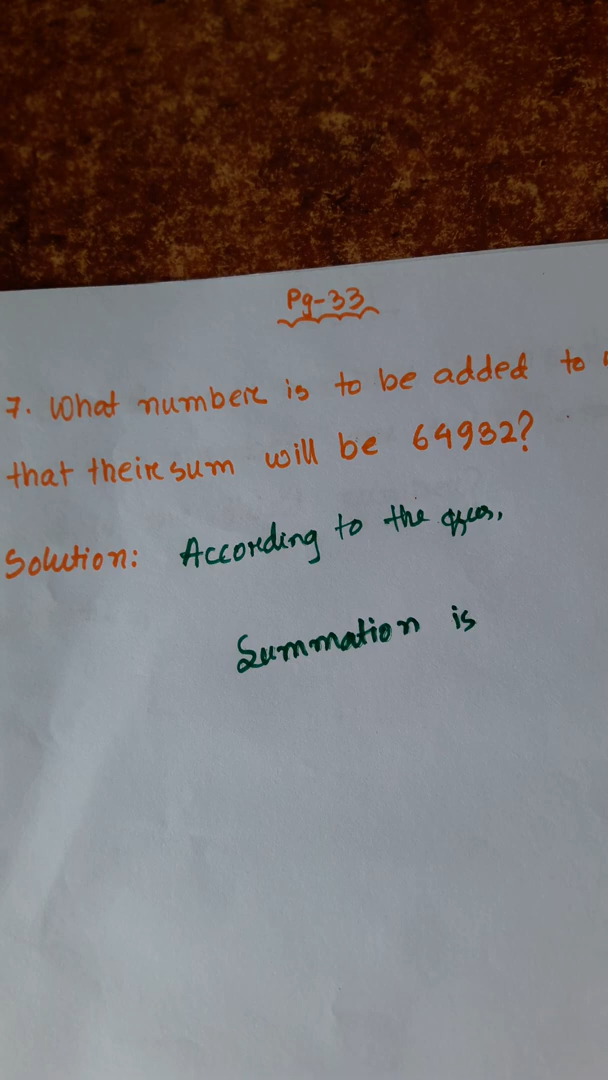 Pg-33
7. What number is to be added to
that their sum will be 64932?
Solution: According to the ques,
Summation is